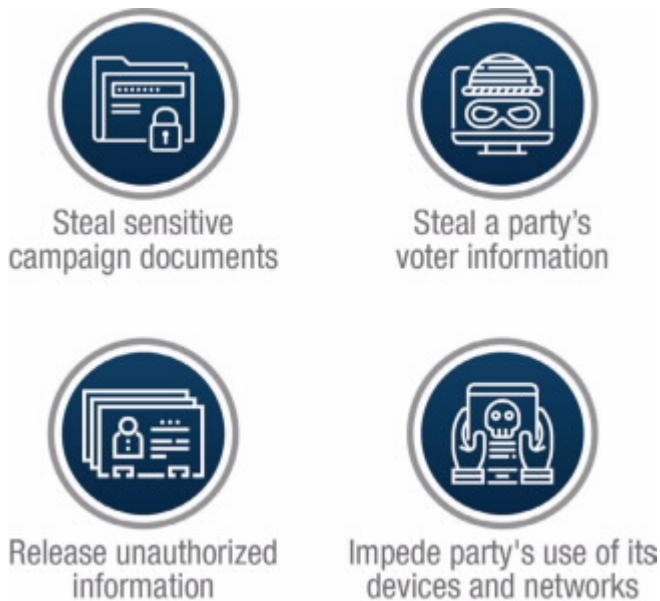 Steal sensitive
campaign documents
Steal a party's
voter information
Release unauthorized
information
Impede party's use of its
devices and networks